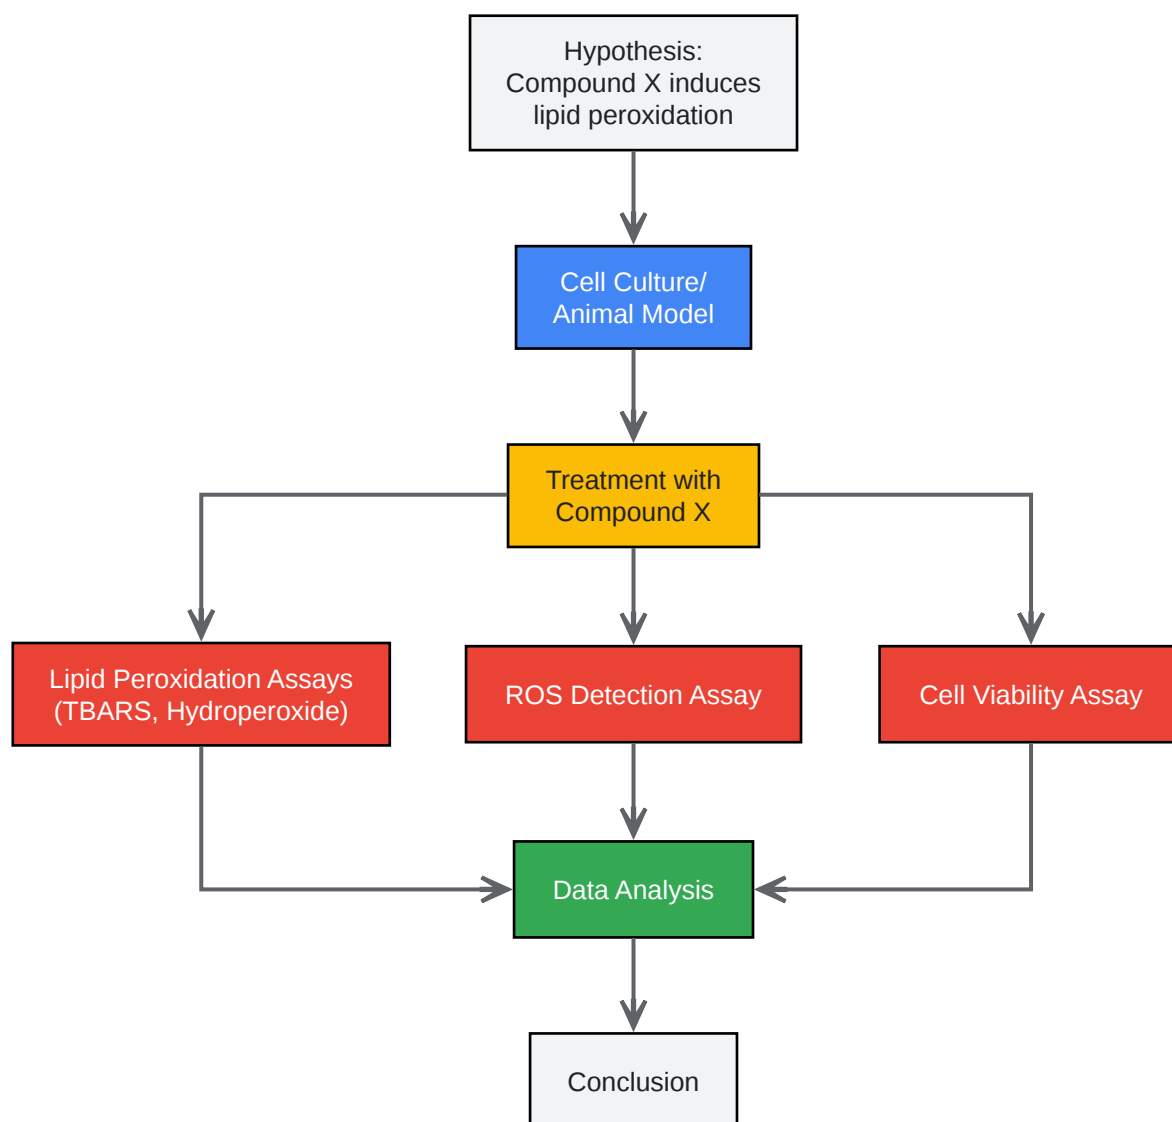 Hypothesis:
Compound X induces
lipid peroxidation
Cell Culture/
Animal Model
Treatment with
Compound X
Lipid Peroxidation Assays
(TBARS, Hydroperoxide)
ROS Detection Assay
Cell Viability Assay
Data Analysis
Conclusion